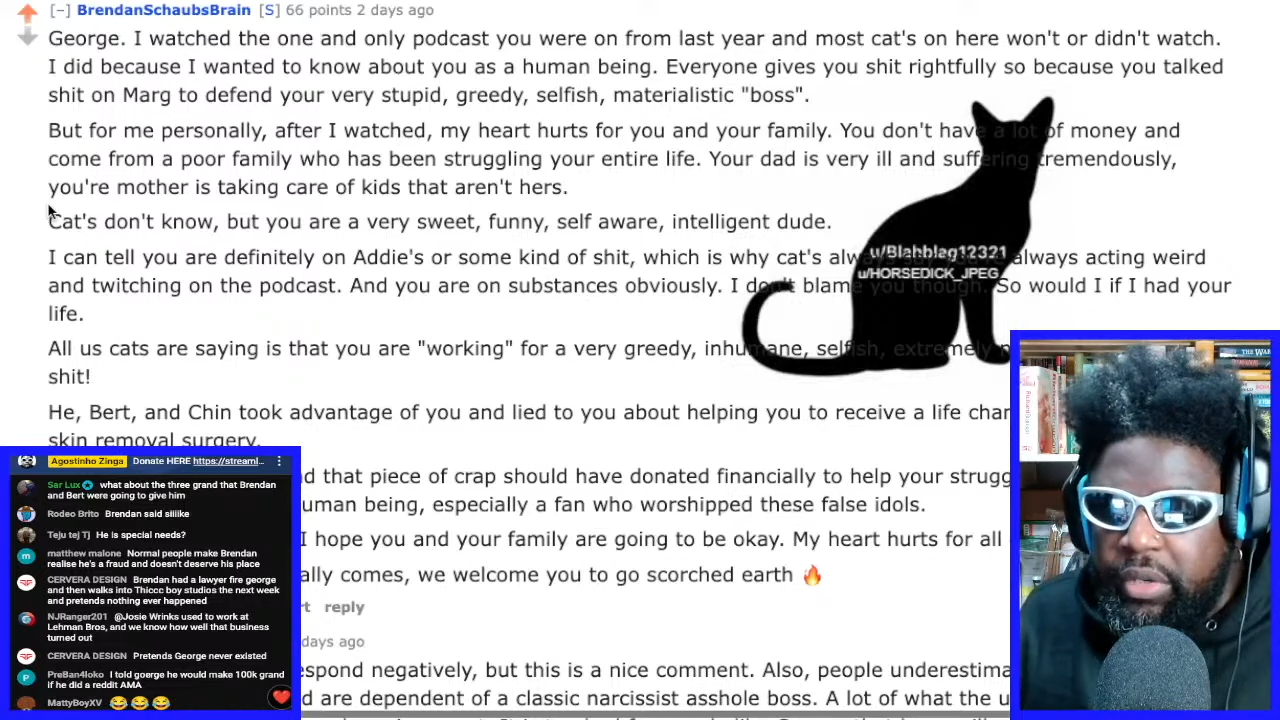 [–] BrendanSchaubsBrain [S] 66 points 2 days ago
George. I watched the one and only podcast you were on from last year and most cat's on here won't or didn't watch.
I did because I wanted to know about you as a human being. Everyone gives you shit rightfully so because you talked
shit on Marg to defend your very stupid, greedy, selfish, materialistic "boss".
But for me personally, after I watched, my heart hurts for you and your family. You don't have a lot of money and
come from a poor family who has been struggling your entire life. Your dad is very ill and suffering tremendously,
you're mother is taking care of kids that aren't hers.
Cat's don't know, but you are a very sweet, funny, self aware, intelligent dude.
I can tell you are definitely on Addie's or some kind of shit, which is why cat's always acting weird
u/Blahblag12321
u/HORSEDICK_JPEG
and twitching on the podcast. And you are on substances obviously. I don't blame you though. So would I if I had your
life.
All us cats are saying is that you are "working" for a very greedy, inhumane, selfish, extremely
shit!
He, Bert, and Chin took advantage of you and lied to you about helping you to receive a life
skin removal surgery.
that piece of crap should have donated financially to help your
human being, especially a fan who worshipped these false idols.
I hope you and your family are going to be okay. My heart hurts for all
comes, we welcome you to go scorched earth 🔥
reply
days ago
respond negatively, but this is a nice comment. Also, people
are dependent of a classic narcissist asshole boss. A lot of what the
Agostinho Zinga Donate HERE https://streaml...
Sar Lux what about the three grand that Brendan
and Bert were going to give him
Rodeo Brito Brendan said siiiike
Teju tej Tj He is special needs?
matthew malone Normal people make Brendan
realise he's a fraud and doesn't deserve his place
CERVERA DESIGN Brendan had a lawyer fire george
and then walks into Thiccc boy studios the next week
and pretends nothing ever happened
NJRanger201 @Josie Wrinks used to work at
Lehman Bros, and we know how well that business
turned out
CERVERA DESIGN Pretends George never existed
PreBan4loko I told goerge he would make 100k grand
if he did a reddit AMA
MattyBoyXV 😂😂😂